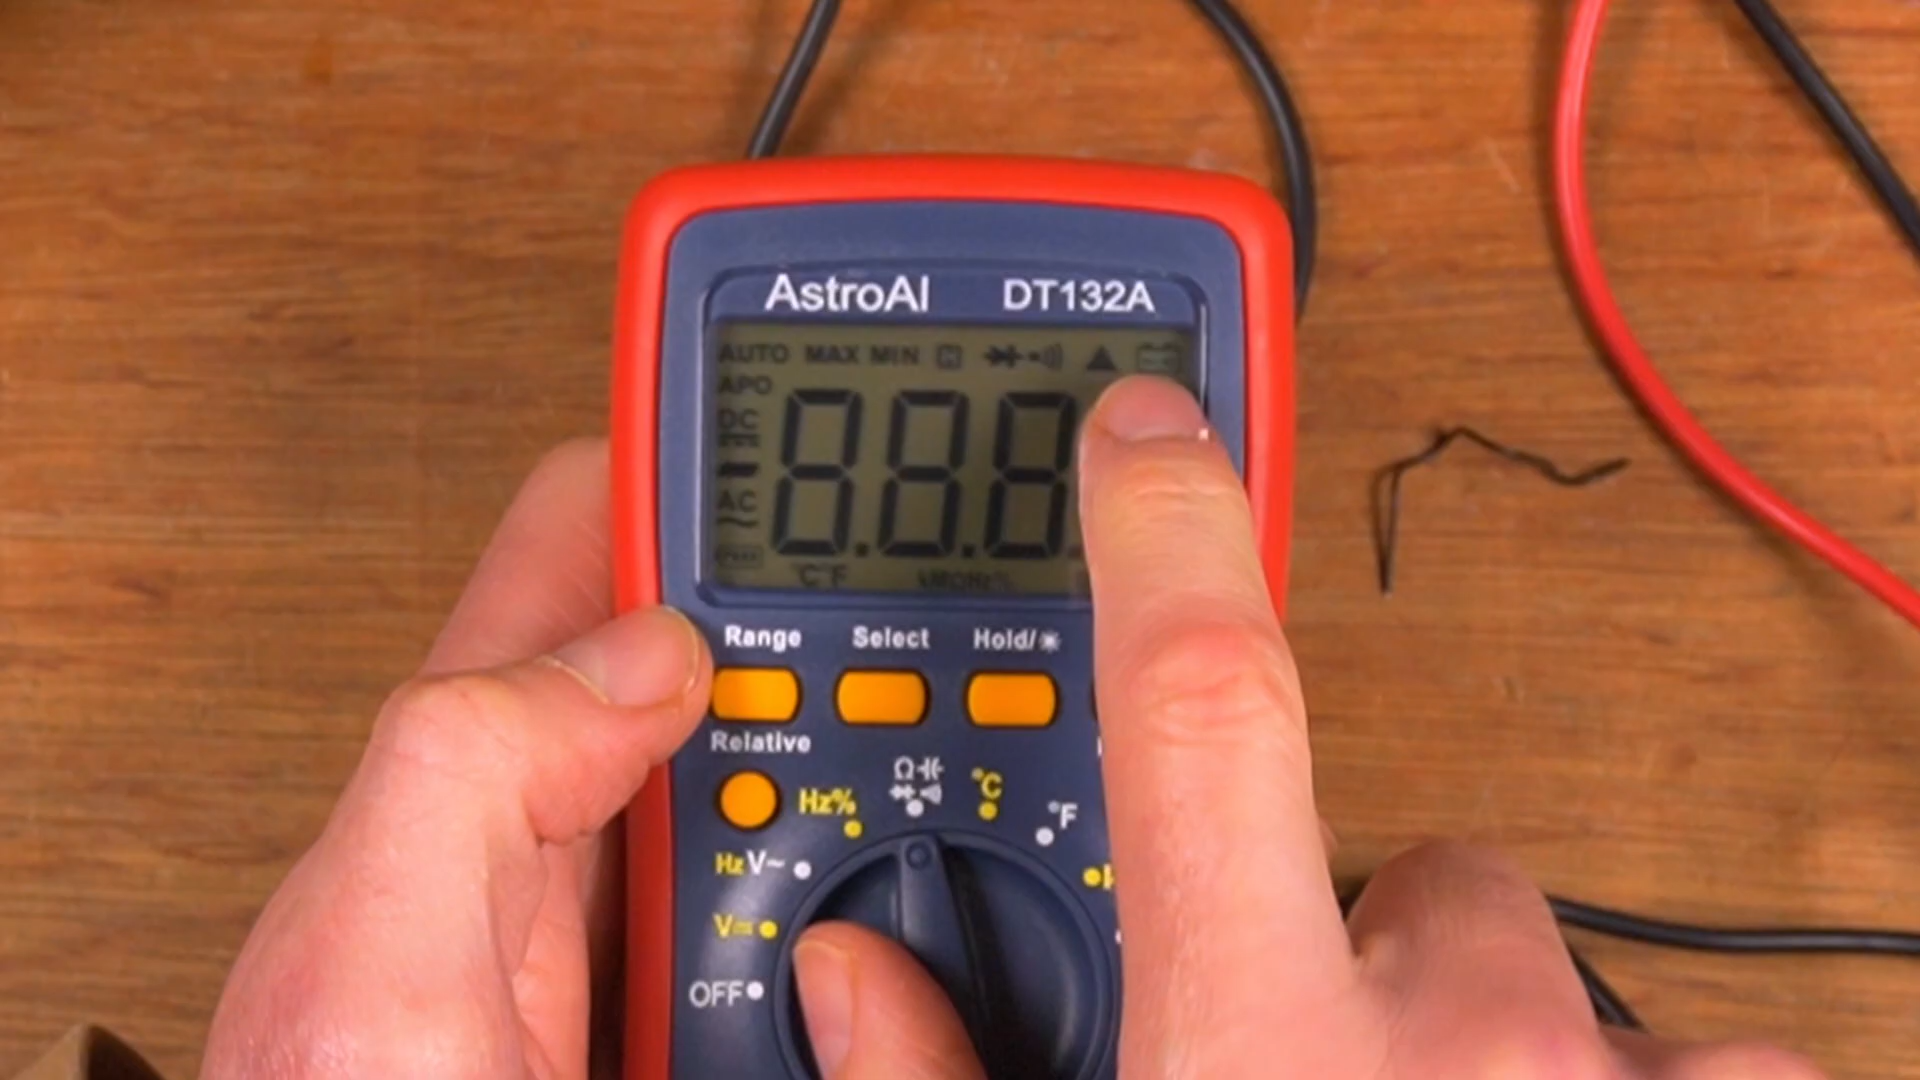 AstroAI DT132A
AUTO MAX MIN H
APO
DC
8.8.8
AC
°C°F
Range Select Hold/☀
Relative
Hz% Ω °C
°F
Hz V~
V⎓
OFF